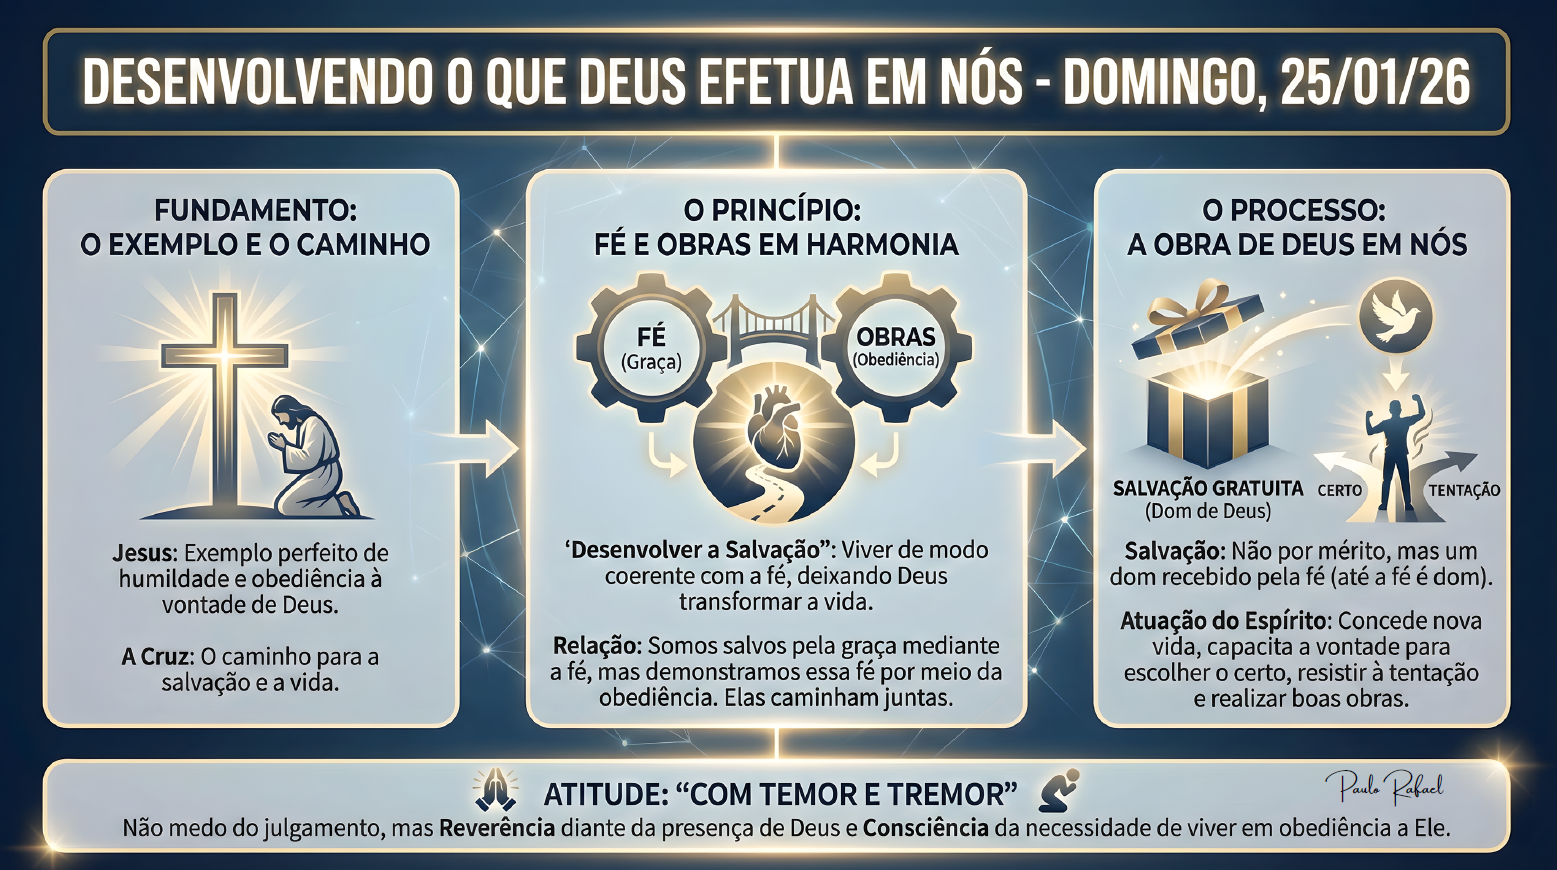 DESENVOLVENDO O QUE DEUS EFETUA EM NÓS - DOMINGO, 25/01/26
FUNDAMENTO:
O EXEMPLO E O CAMINHO
Jesus: Exemplo perfeito de
humildade e obediência à
vontade de Deus.
A Cruz: O caminho para a
salvação e a vida.
O PRINCÍPIO:
FÉ E OBRAS EM HARMONIA
FÉ
(Graça)
OBRAS
(Obediência)
‘Desenvolver a Salvação”: Viver de modo
coerente com a fé, deixando Deus
transformar a vida.
Relação: Somos salvos pela graça mediante
a fé, mas demonstramos essa fé por meio da
obediência. Elas caminham juntas.
O PROCESSO:
A OBRA DE DEUS EM NÓS
SALVAÇÃO GRATUITA
(Dom de Deus)
CERTO
TENTAÇÃO
Salvação: Não por mérito, mas um
dom recebido pela fé (até a fé é dom).
Atuação do Espírito: Concede nova
vida, capacita a vontade para
escolher o certo, resistir à tentação
e realizar boas obras.
ATITUDE: “COM TEMOR E TREMOR”
Paulo Rafael
Não medo do julgamento, mas Reverência diante da presença de Deus e Consciência da necessidade de viver em obediência a Ele.